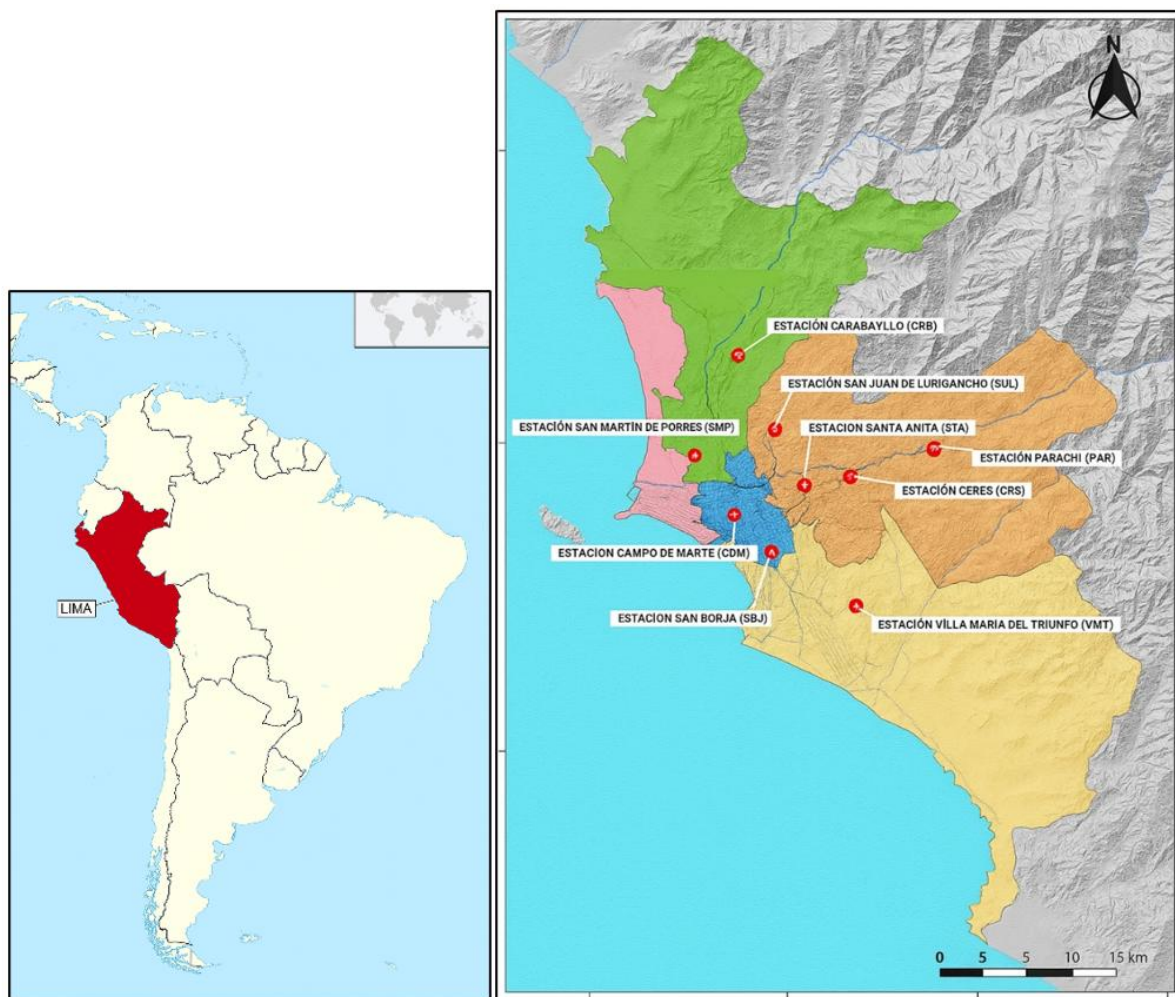 LIMA
N
ESTACIÓN CARABAYLLO (CRB)
ESTACIÓN SAN JUAN DE LURIGANCHO (SUL)
ESTACIÓN SAN MARTÍN DE PORRES (SMP)
ESTACION SANTA ANITA (STA)
ESTACIÓN PARACHI (PAR)
ESTACIÓN CERES (CRS)
ESTACION CAMPO DE MARTE (CDM)
ESTACION SAN BORJA (SBJ)
ESTACIÓN VÍLLA MARIA DEL TRIUNFO (VMT)
0 5 5 10 15 km